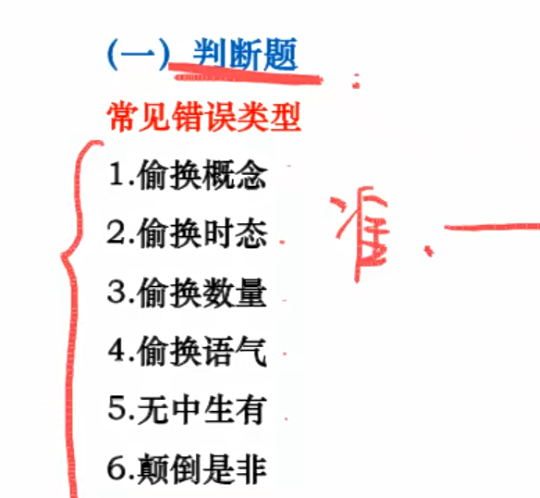 (一) 判断题
常见错误类型
1.偷换概念
2.偷换时态
准.
3.偷换数量
4.偷换语气
5.无中生有
6.颠倒是非